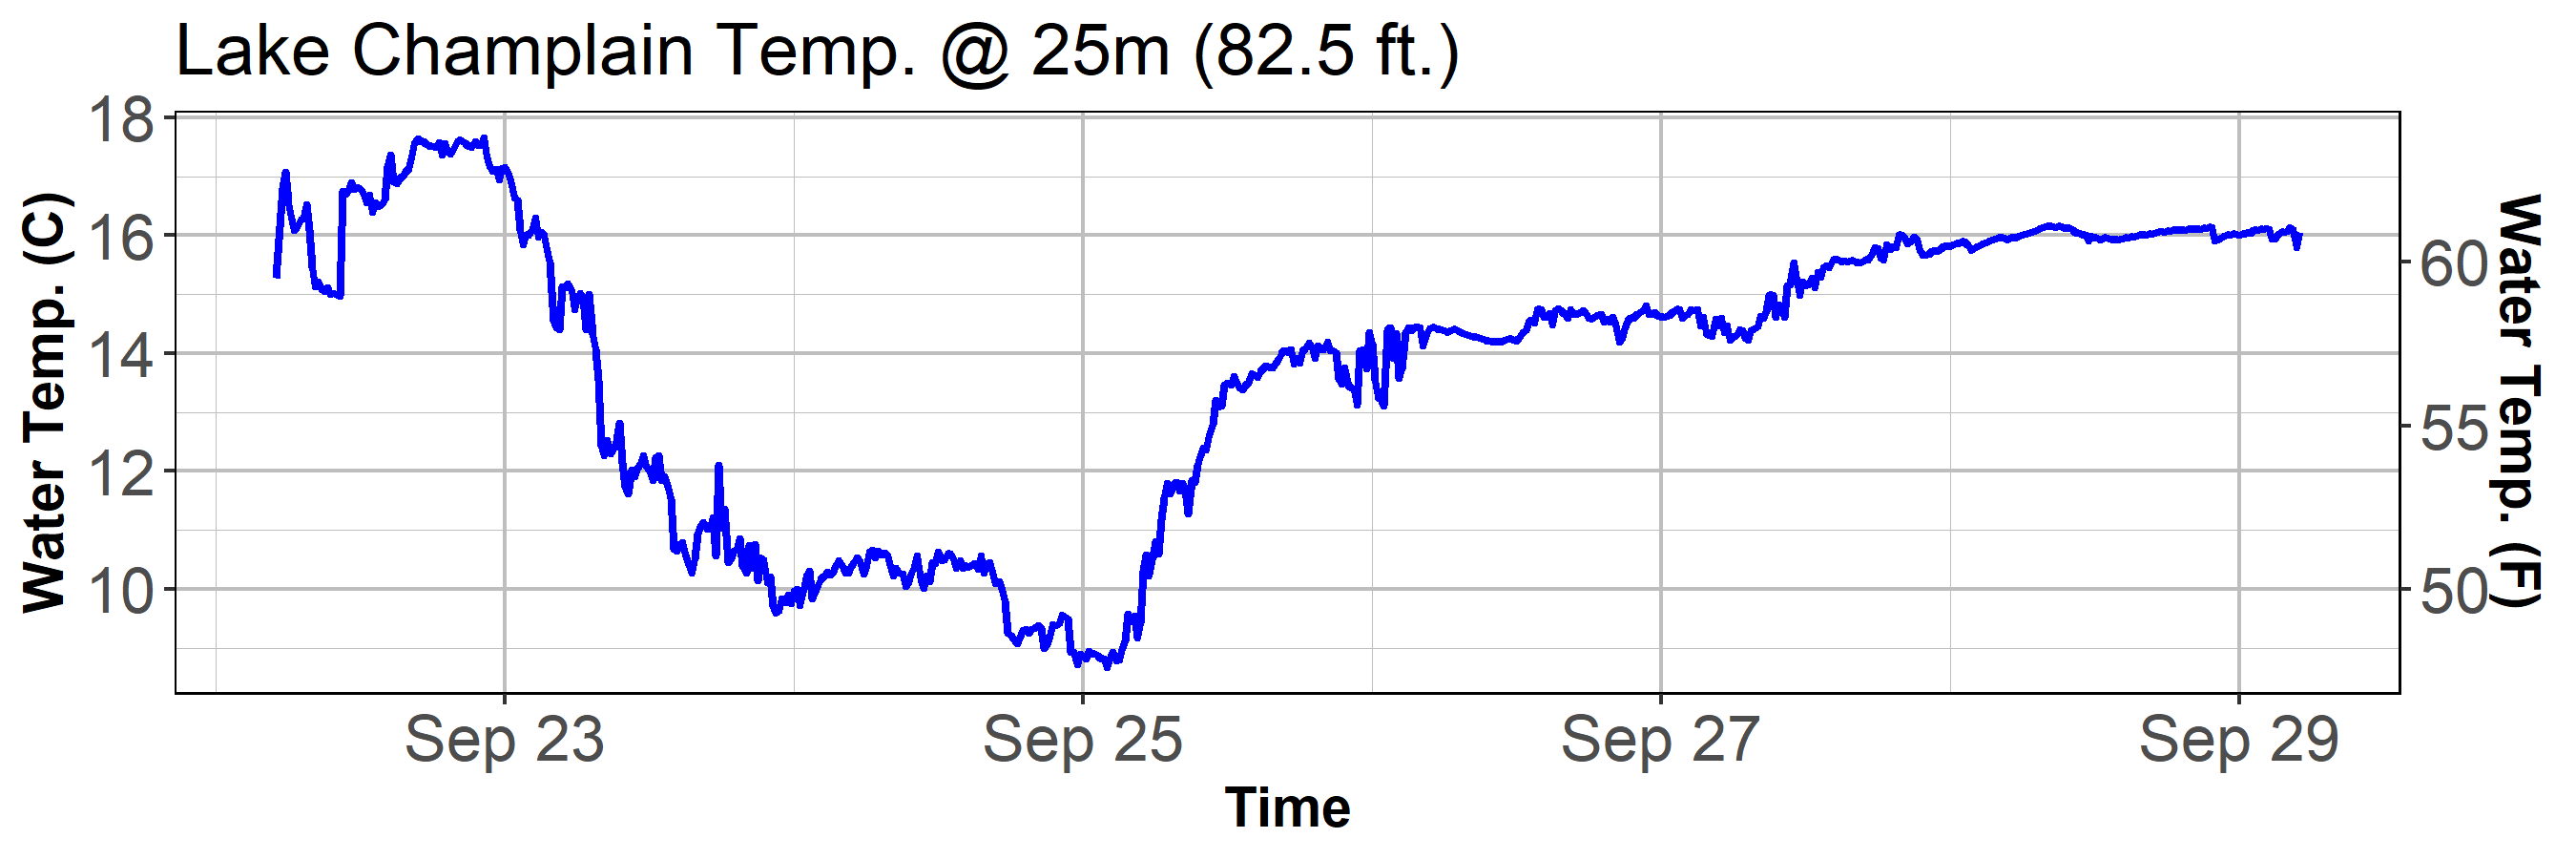 Lake Champlain Temp. @ 25m (82.5 ft.)
Water Temp. (C)
18
16
14
12
10
60
55
50
Water Temp. (F)
Sep 23
Sep 25
Sep 27
Sep 29
Time